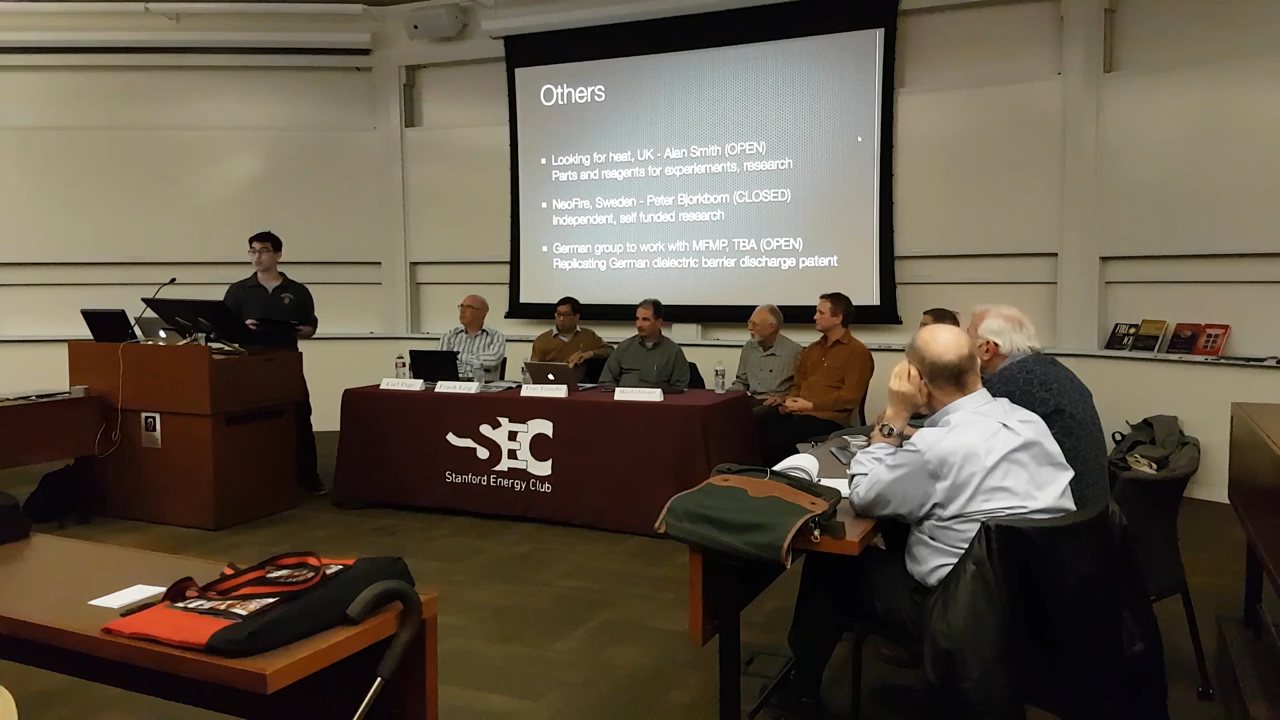 Others
Looking for heat, UK - Alan Smith (OPEN)
Parts and reagents for experiements, research
NeoFire, Sweden - Peter Bjorkbom (CLOSED)
Independent, self funded research
German group to work with MFMP, TBA (OPEN)
Replicating German dielectric barrier discharge patent
SEC
Stanford Energy Club